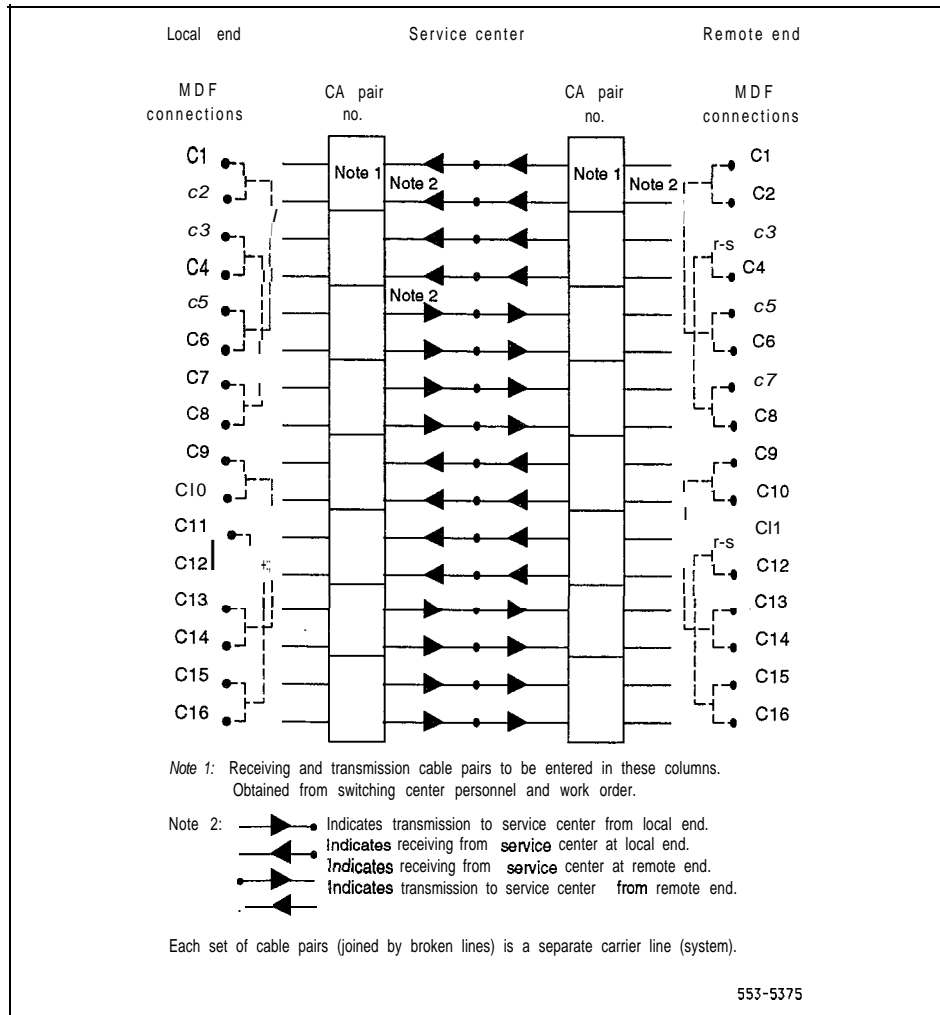 Local end Service center Remote end
MDF CA pair CA pair MDF
connections no. no. connections
C1 Note 1 Note 1 C1
c2 Note 2 Note 2 C2
c3 c3
r-s
C4 C4
Note 2
c5 c5
C6 C6
C7 c7
C8 C8
C9 C9
Cl0 C10
C11 Cl1
r-s
C12 C12
C13 C13
C14 C14
C15 C15
C16 C16
Note 1: Receiving and transmission cable pairs to be entered in these columns.
Obtained from switching center personnel and work order.
Note 2: Indicates transmission to service center from local end.
Indicates receiving from service center at local end.
Indicates receiving from service center at remote end.
Indicates transmission to service center from remote end.
Each set of cable pairs (joined by broken lines) is a separate carrier line (system).
553-5375